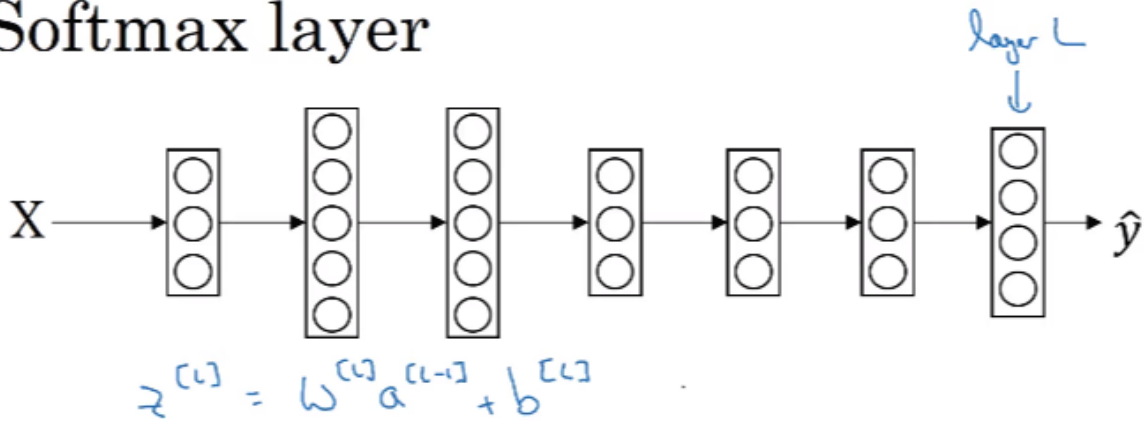 Softmax layer
layer L
X
ŷ
z^[L] = W^[L] a^[L-1] + b^[L]